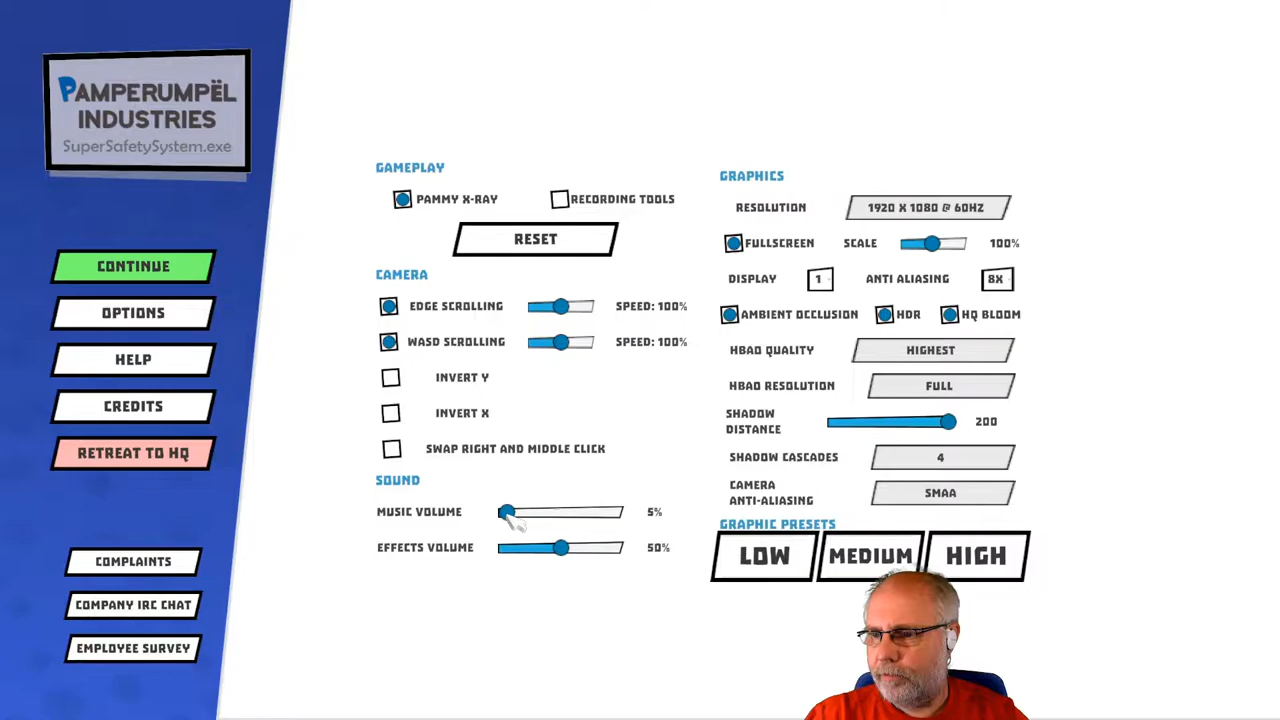 PAMPERUMPËL
INDUSTRIES
SuperSafetySystem.exe
CONTINUE
OPTIONS
HELP
CREDITS
RETREAT TO HQ
COMPLAINTS
COMPANY IRC CHAT
EMPLOYEE SURVEY
GAMEPLAY
PAMMY X-RAY RECORDING TOOLS
RESET
CAMERA
EDGE SCROLLING SPEED: 100%
WASD SCROLLING SPEED: 100%
INVERT Y
INVERT X
SWAP RIGHT AND MIDDLE CLICK
SOUND
MUSIC VOLUME 5%
EFFECTS VOLUME 50%
GRAPHICS
RESOLUTION 1920 X 1080 @ 60HZ
FULLSCREEN SCALE 100%
DISPLAY 1 ANTI ALIASING 8X
AMBIENT OCCLUSION HDR HQ BLOOM
HBAO QUALITY HIGHEST
HBAO RESOLUTION FULL
SHADOW
DISTANCE 200
SHADOW CASCADES 4
CAMERA
ANTI-ALIASING SMAA
GRAPHIC PRESETS
LOW MEDIUM HIGH